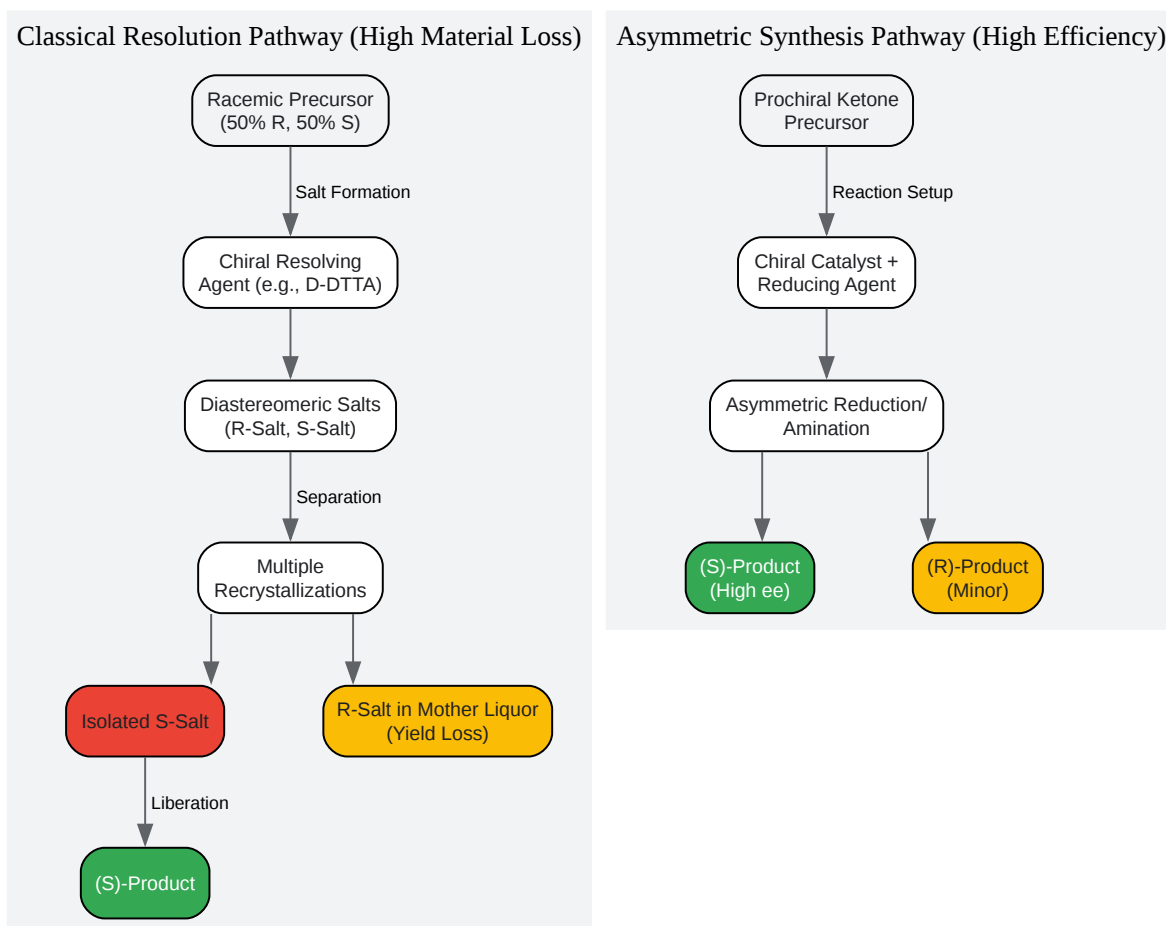 Classical Resolution Pathway (High Material Loss)
Racemic Precursor
(50% R, 50% S)
Salt Formation
Chiral Resolving
Agent (e.g., D-DTTA)
Diastereomeric Salts
(R-Salt, S-Salt)
Separation
Multiple
Recrystallizations
Isolated S-Salt
R-Salt in Mother Liquor
(Yield Loss)
Liberation
(S)-Product
Asymmetric Synthesis Pathway (High Efficiency)
Prochiral Ketone
Precursor
Reaction Setup
Chiral Catalyst +
Reducing Agent
Asymmetric Reduction/
Amination
(S)-Product
(High ee)
(R)-Product
(Minor)